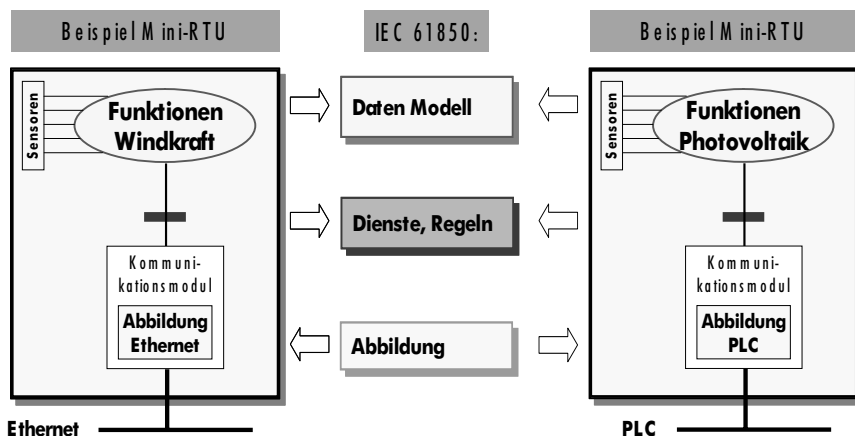 Beispiel Mini-RTU
IEC 61850:
Beispiel Mini-RTU
Sensoren
Funktionen
Windkraft
Kommuni-
kationsmodul
Abbildung
Ethernet
Ethernet
Daten Modell
Dienste, Regeln
Abbildung
Sensoren
Funktionen
Photovoltaik
Kommuni-
kationsmodul
Abbildung
PLC
PLC